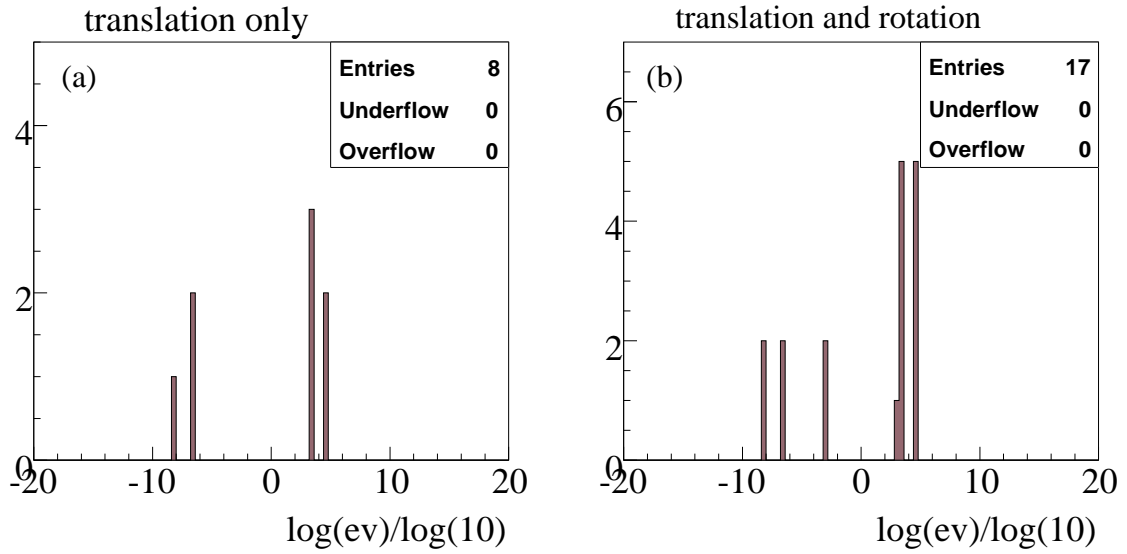 translation only
(a)
Entries 8
Underflow 0
Overflow 0
4
2
0
-20 -10 0 10 20
log(ev)/log(10)
translation and rotation
(b)
Entries 17
Underflow 0
Overflow 0
6
4
2
0
-20 -10 0 10 20
log(ev)/log(10)